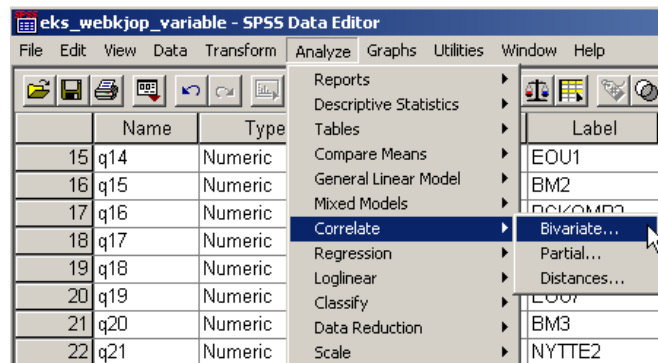 eks_webkjop_variable - SPSS Data Editor
File Edit View Data Transform Analyze Graphs Utilities Window Help
Reports
Descriptive Statistics
Name Type Tables Label
15 q14 Numeric Compare Means EOU1
16 q15 Numeric General Linear Model BM2
Mixed Models
17 q16 Numeric
Correlate Bivariate...
18 q17 Numeric
Regression Partial...
19 q18 Numeric
Loglinear Distances...
20 q19 Numeric Classify
21 q20 Numeric Data Reduction BM3
22 q21 Numeric Scale NYTTE2